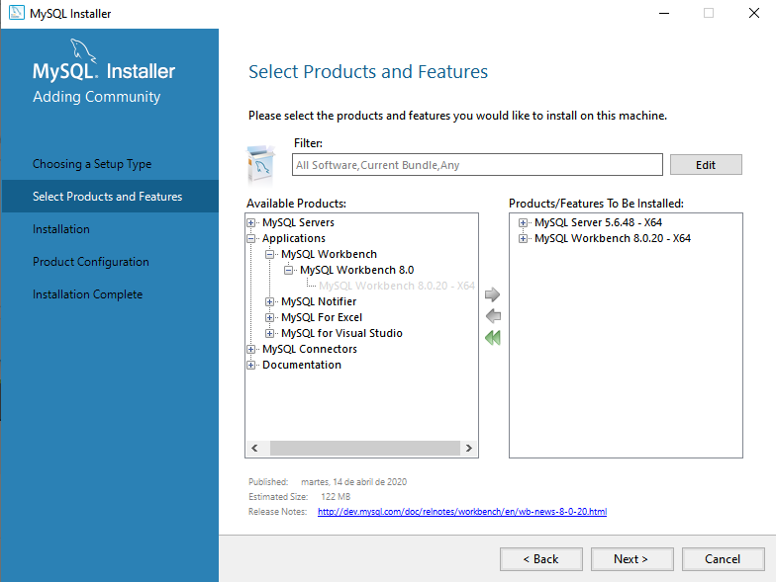 MySQL Installer
MySQL. Installer
Adding Community
Choosing a Setup Type
Select Products and Features
Installation
Product Configuration
Installation Complete
Select Products and Features
Please select the products and features you would like to install on this machine.
Filter:
All Software,Current Bundle,Any
Edit
Available Products:
MySQL Servers
Applications
MySQL Workbench
MySQL Workbench 8.0
MySQL Workbench 8.0.20 - X64
MySQL Notifier
MySQL For Excel
MySQL for Visual Studio
MySQL Connectors
Documentation
Products/Features To Be Installed:
MySQL Server 5.6.48 - X64
MySQL Workbench 8.0.20 - X64
Published: martes, 14 de abril de 2020
Estimated Size: 122 MB
Release Notes: http://dev.mysql.com/doc/relnotes/workbench/en/wb-news-8-0-20.html
< Back
Next >
Cancel